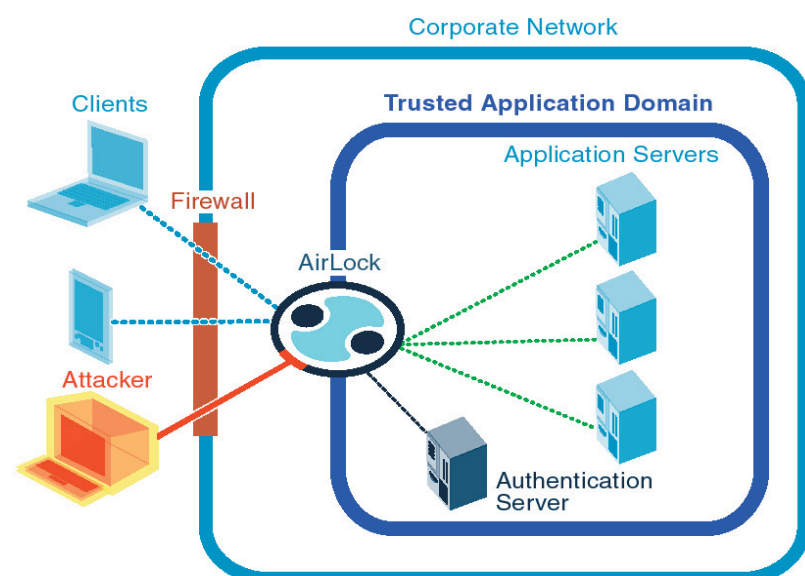 Corporate Network
Clients
Trusted Application Domain
Application Servers
Firewall
AirLock
Attacker
Authentication
Server